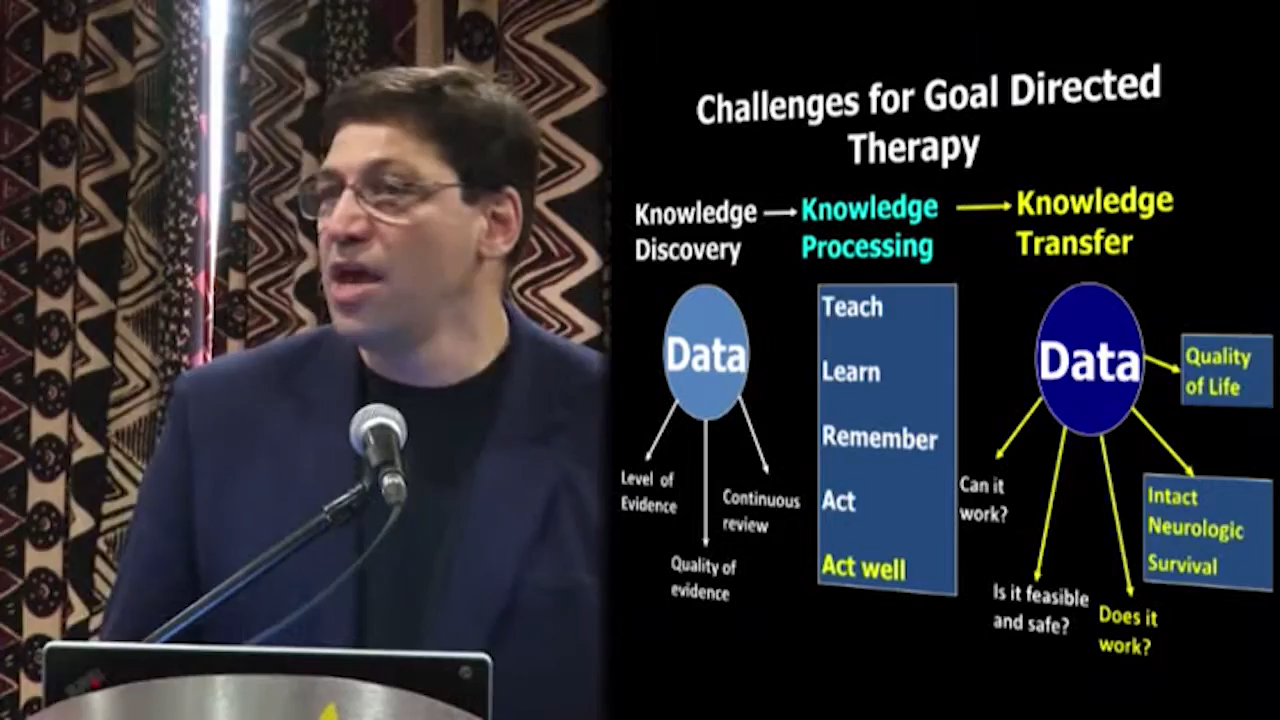 Challenges for Goal Directed
Therapy
Knowledge
Discovery
Knowledge
Processing
Knowledge
Transfer
Data
Level of
Evidence
Quality of
evidence
Continuous
review
Teach
Learn
Remember
Act
Act well
Data
Quality
of Life
Can it
work?
Is it feasible
and safe?
Does it
work?
Intact
Neurologic
Survival